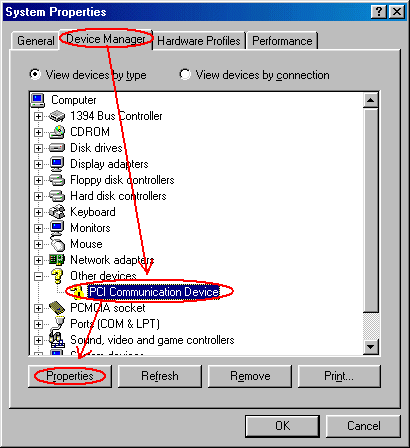 System Properties
General Device Manager Hardware Profiles Performance
View devices by type View devices by connection
Computer
1394 Bus Controller
CDROM
Disk drives
Display adapters
Floppy disk controllers
Hard disk controllers
Keyboard
Monitors
Mouse
Network adapters
Other devices
PCI Communication Device
PCMCIA socket
Ports (COM & LPT)
Sound, video and game controllers
System devices
Properties Refresh Remove Print...
OK Cancel